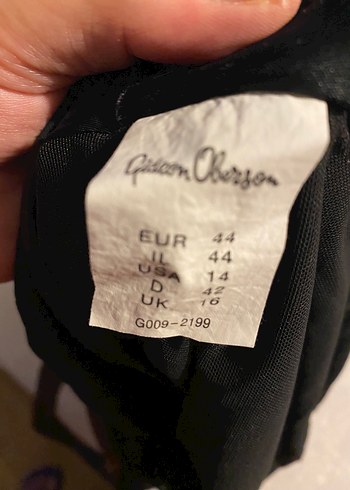 Gideon Oberson
EUR 44
IL 44
USA 14
D 42
UK 16
G009-2199